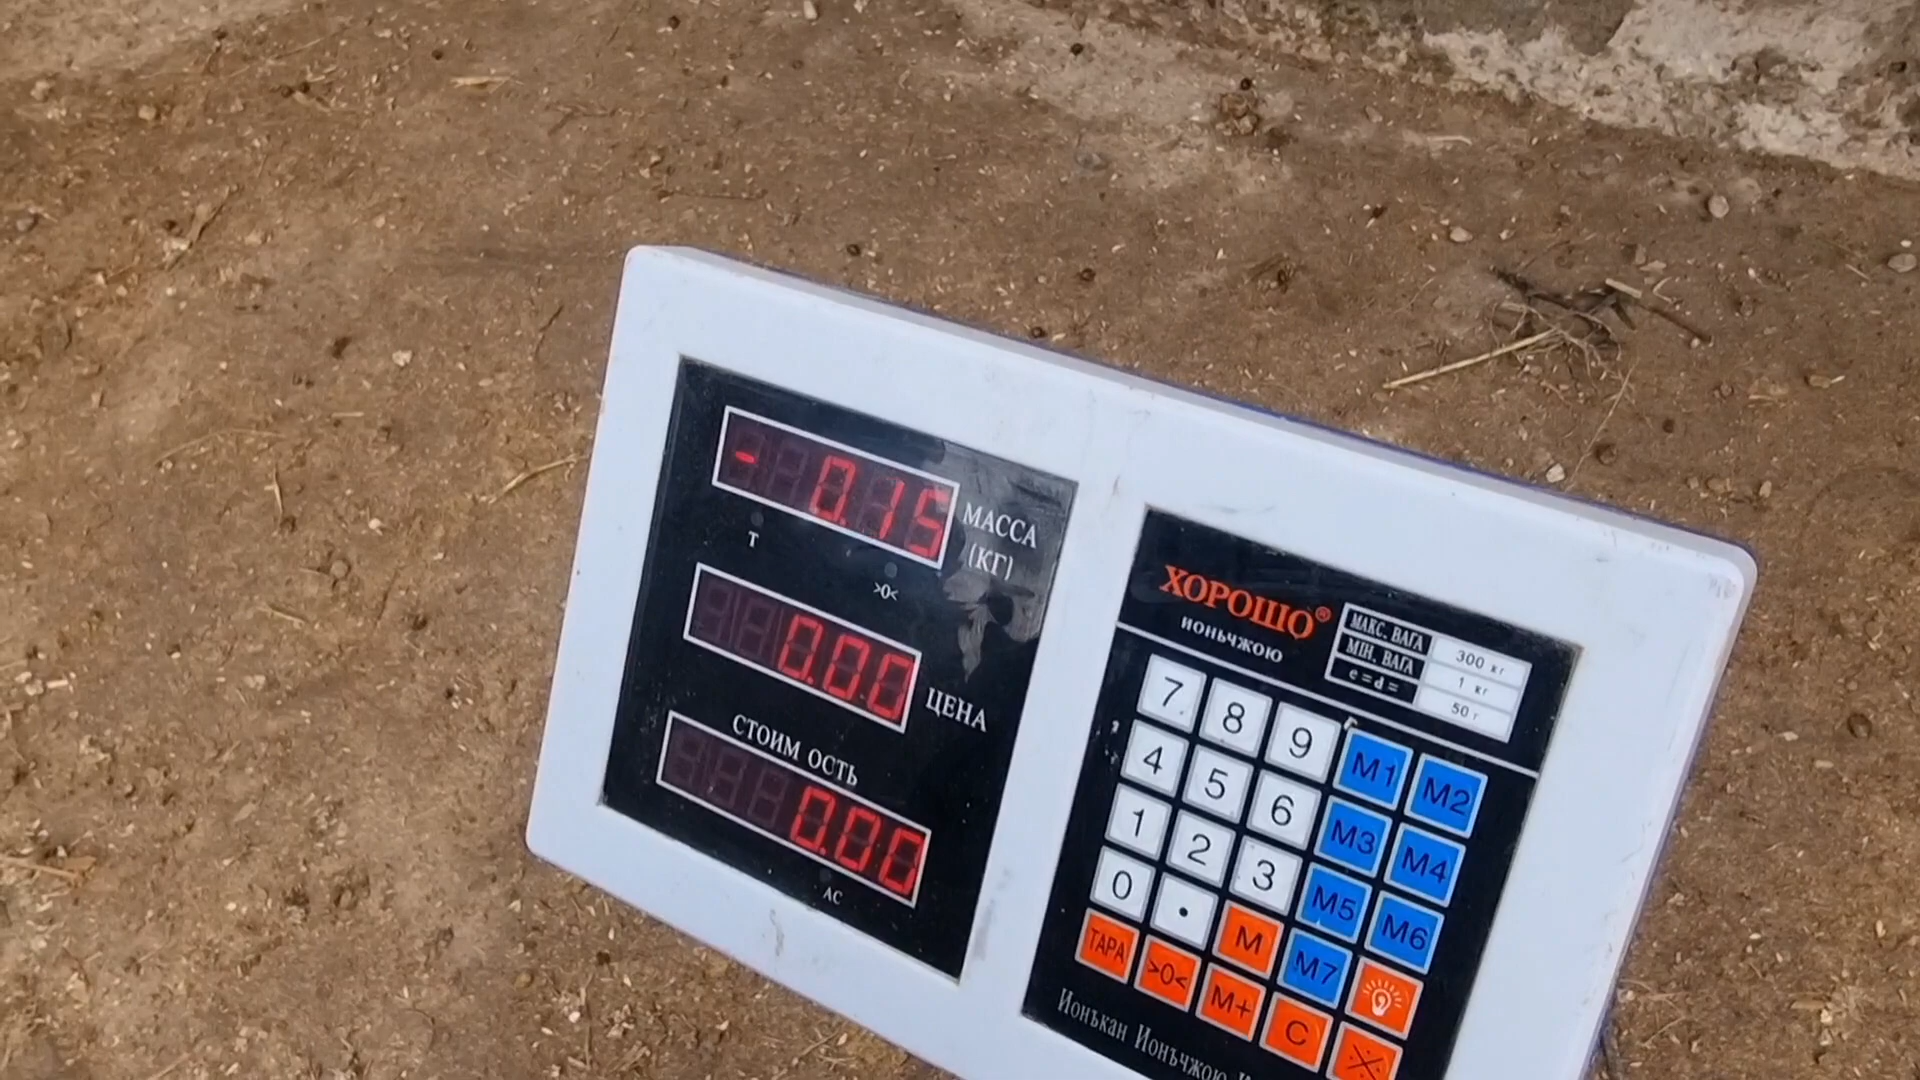 - 0.15
МАССА
(КГ)
T
>0<
0.00
ЦЕНА
СТОИМ ОСТЬ
0.00
АС
ХОРОШО®
ионьчжою
МАКС. ВАГА 300 кг
МІН. ВАГА 1 кг
e=d= 50 г
7 8 9 M1 M2
4 5 6 M3 M4
1 2 3 M5 M6
0 . M M7
ТАРА >0< M+ C
Ионъкан Ионъчжою